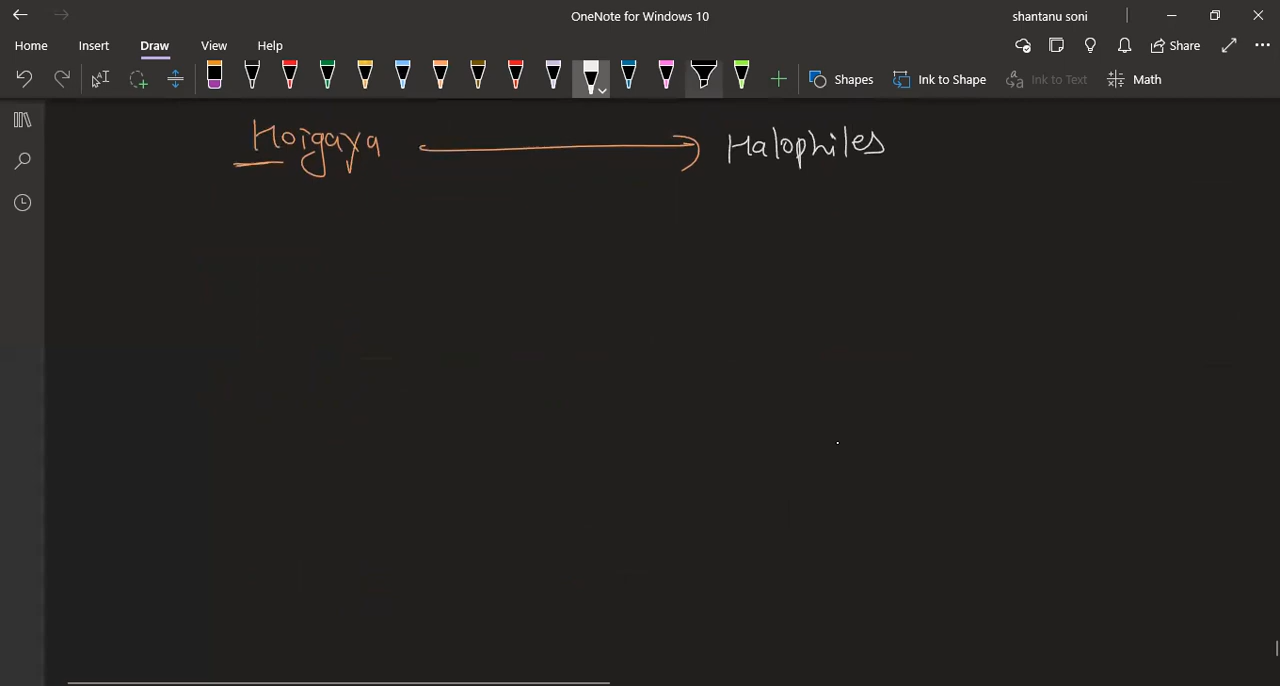 OneNote for Windows 10
shantanu soni
Home Insert Draw View Help
Share
Shapes Ink to Shape Ink to Text Math
Hoigaya Halophiles